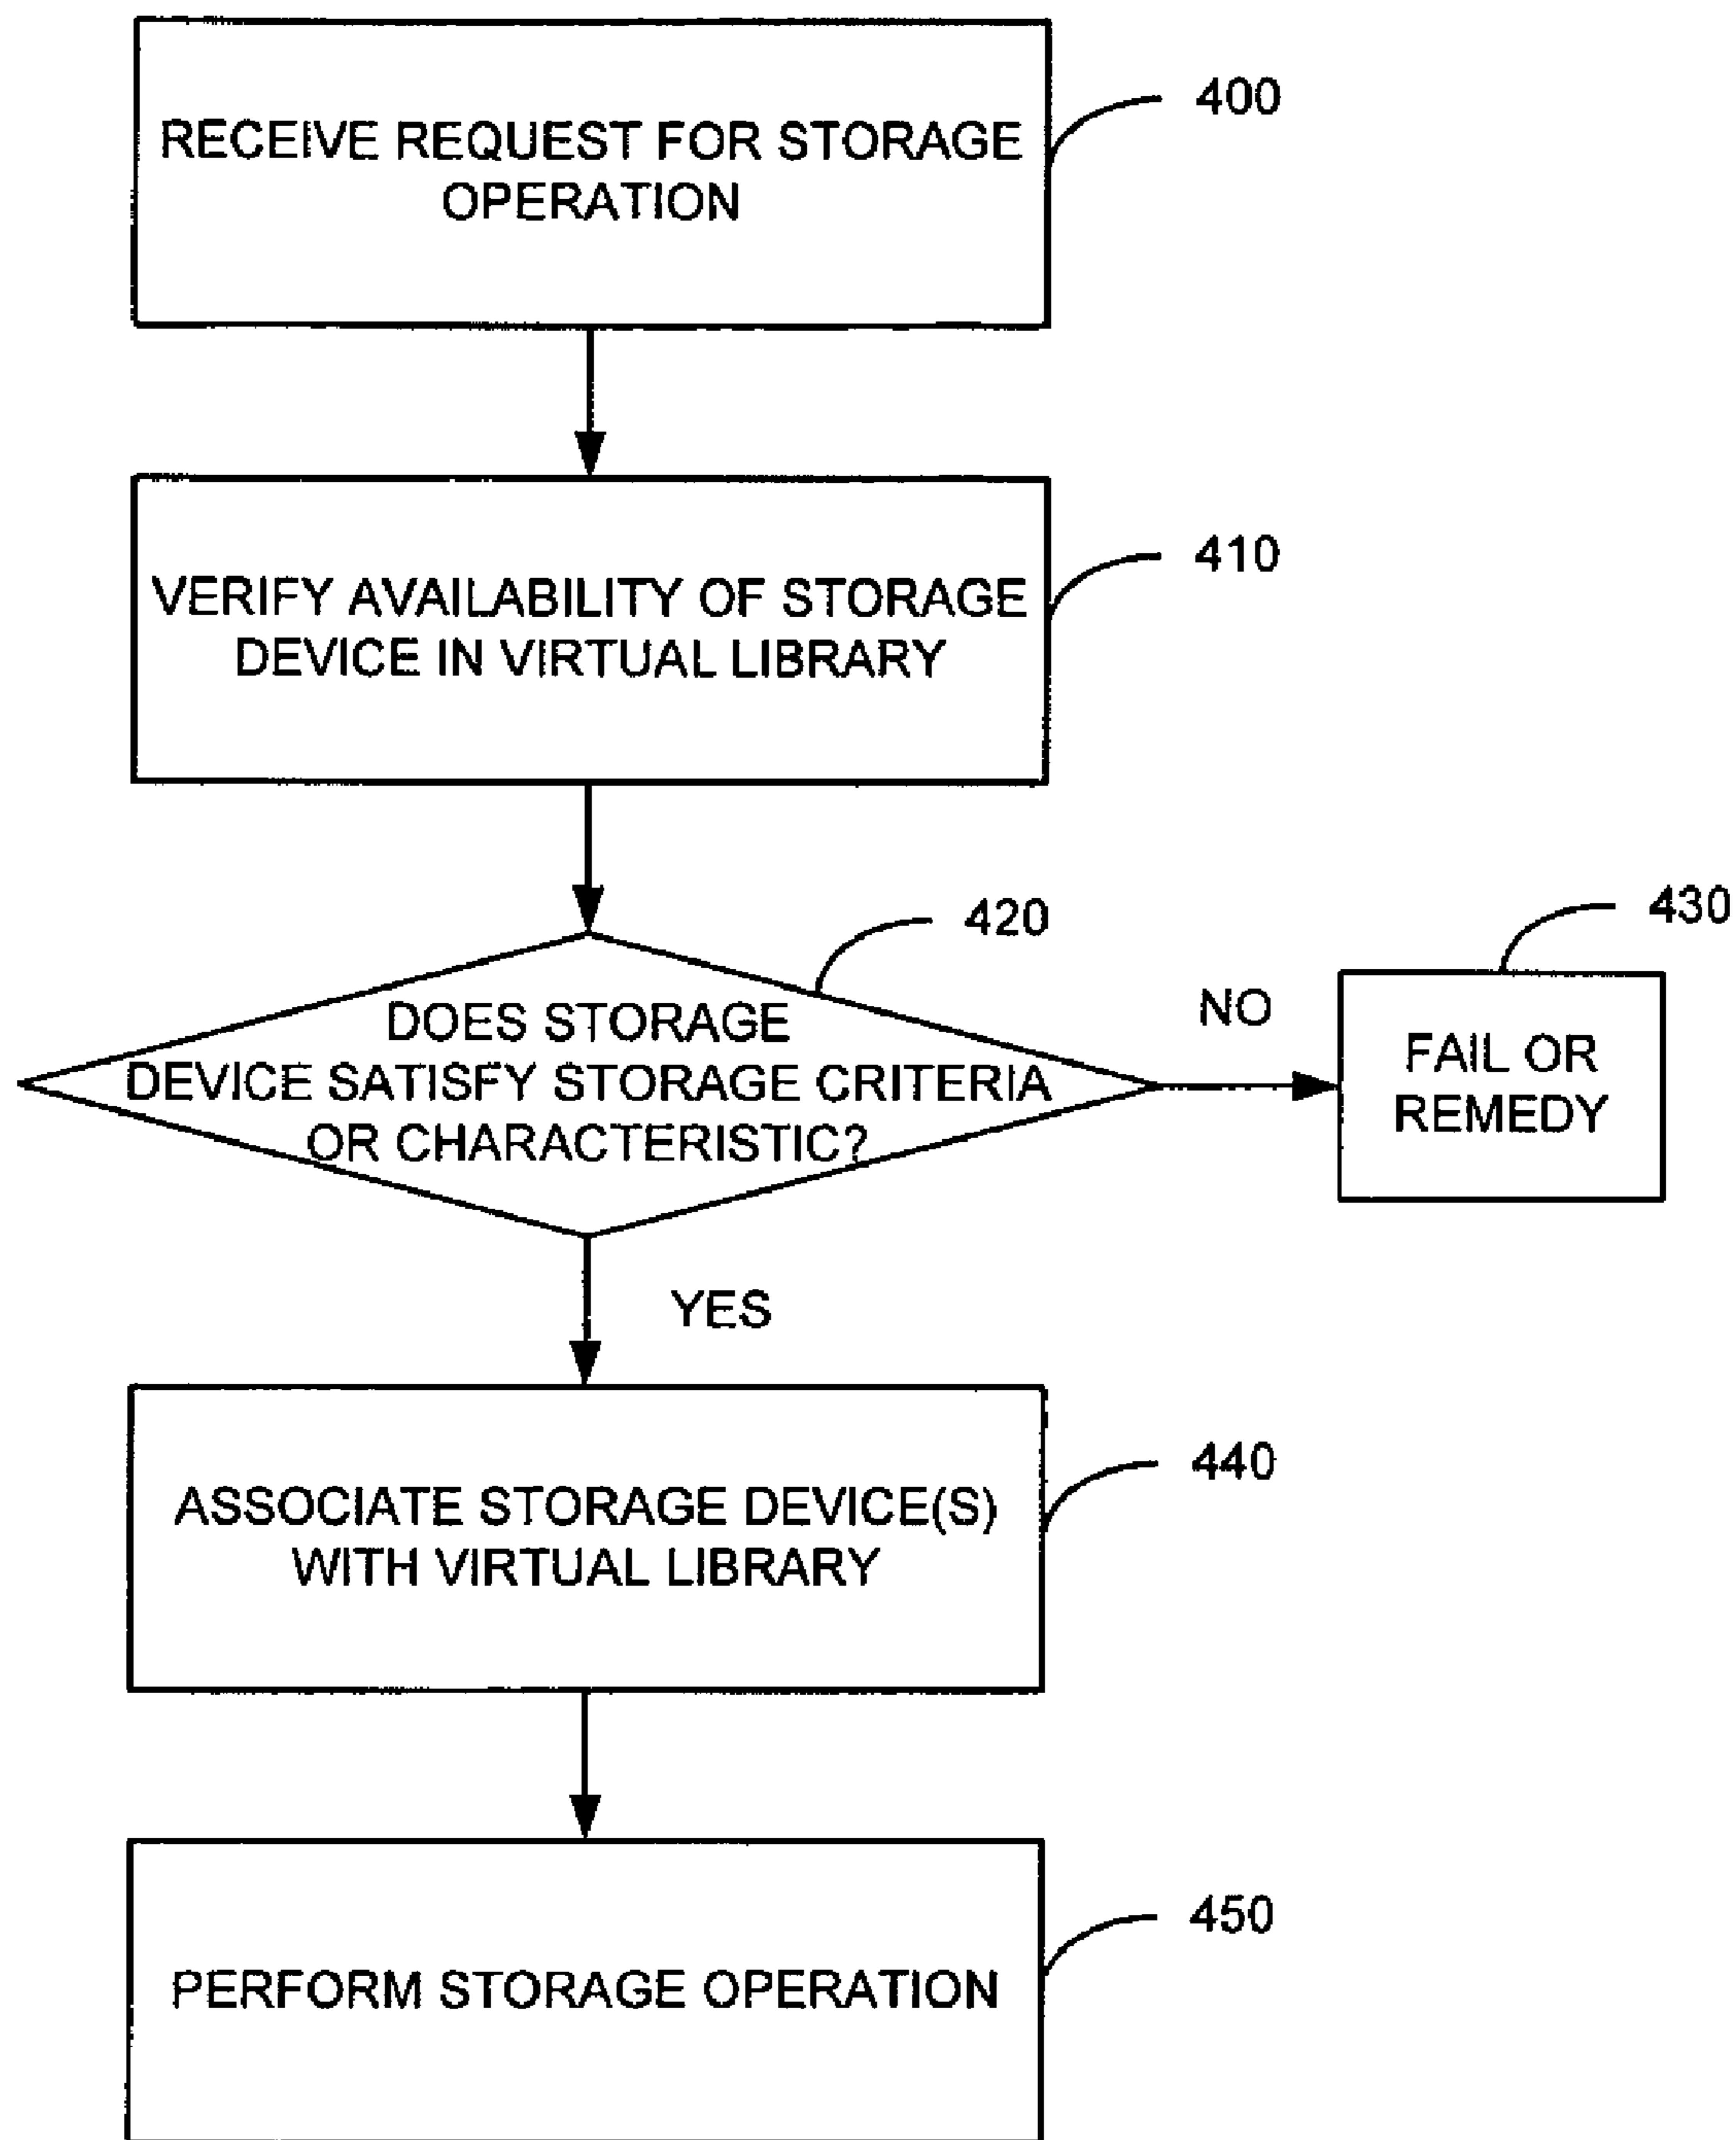 RECEIVE REQUEST FOR STORAGE
OPERATION
400
VERIFY AVAILABILITY OF STORAGE
DEVICE IN VIRTUAL LIBRARY
410
DOES STORAGE
DEVICE SATISFY STORAGE CRITERIA
OR CHARACTERISTIC?
420
NO
FAIL OR
REMEDY
430
YES
ASSOCIATE STORAGE DEVICE(S)
WITH VIRTUAL LIBRARY
440
PERFORM STORAGE OPERATION
450